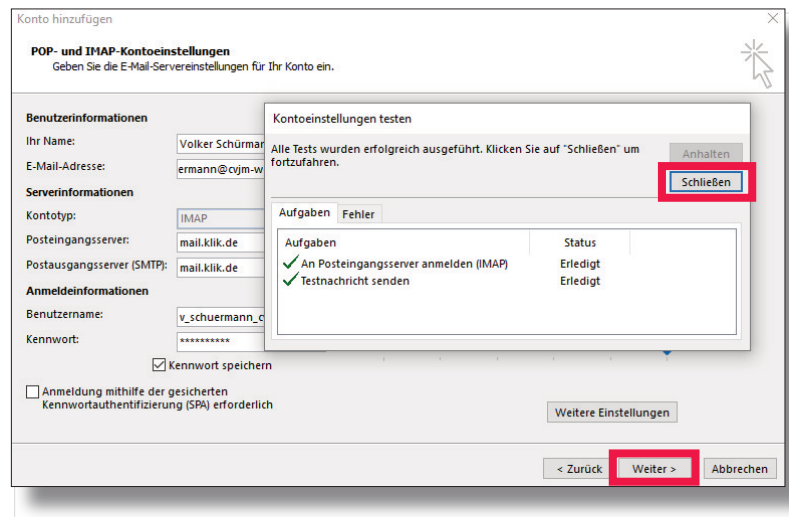 Konto hinzufügen
POP- und IMAP-Kontoeinstellungen
Geben Sie die E-Mail-Servereinstellungen für Ihr Konto ein.
Benutzerinformationen
Ihr Name:
Volker Schürmar
E-Mail-Adresse:
ermann@cvjm-w
Serverinformationen
Kontotyp:
IMAP
Posteingangsserver:
mail.klik.de
Postausgangsserver (SMTP):
mail.klik.de
Anmeldeinformationen
Benutzername:
v_schuermann_c
Kennwort:
**********
Kennwort speichern
Anmeldung mithilfe der gesicherten
Kennwortauthentifizierung (SPA) erforderlich
Kontoeinstellungen testen
Alle Tests wurden erfolgreich ausgeführt. Klicken Sie auf "Schließen" um
fortzufahren.
Anhalten
Schließen
Aufgaben Fehler
Aufgaben Status
An Posteingangsserver anmelden (IMAP) Erledigt
Testnachricht senden Erledigt
Weitere Einstellungen
< Zurück Weiter > Abbrechen